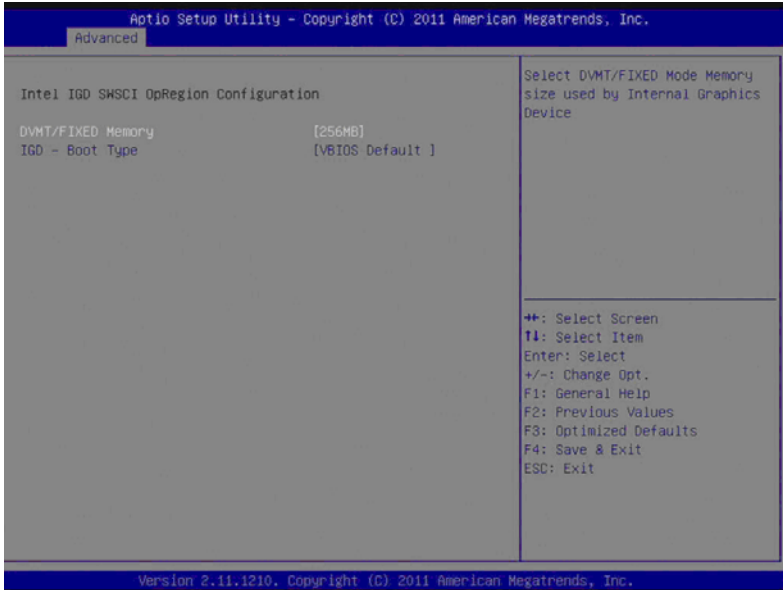 Aptio Setup Utility - Copyright (C) 2011 American Megatrends, Inc.
Advanced
Intel IGD SWSCI OpRegion Configuration
DVMT/FIXED Memory [256MB]
IGD - Boot Type [VBIOS Default ]
Select DVMT/FIXED Mode Memory
size used by Internal Graphics
Device
→←: Select Screen
↑↓: Select Item
Enter: Select
+/-: Change Opt.
F1: General Help
F2: Previous Values
F3: Optimized Defaults
F4: Save & Exit
ESC: Exit
Version 2.11.1210. Copyright (C) 2011 American Megatrends, Inc.